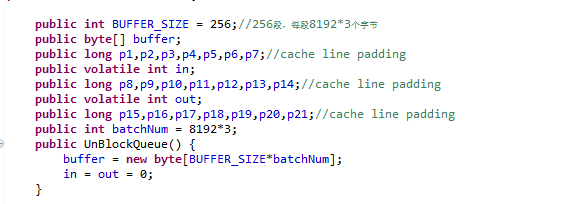 public int BUFFER_SIZE = 256;//256段，每段8192*3个字节
public byte[] buffer;
public long p1,p2,p3,p4,p5,p6,p7;//cache line padding
public volatile int in;
public long p8,p9,p10,p11,p12,p13,p14;//cache line padding
public volatile int out;
public long p15,p16,p17,p18,p19,p20,p21;//cache line padding
public int batchNum = 8192*3;
public UnBlockQueue() {
buffer = new byte[BUFFER_SIZE*batchNum];
in = out = 0;
}